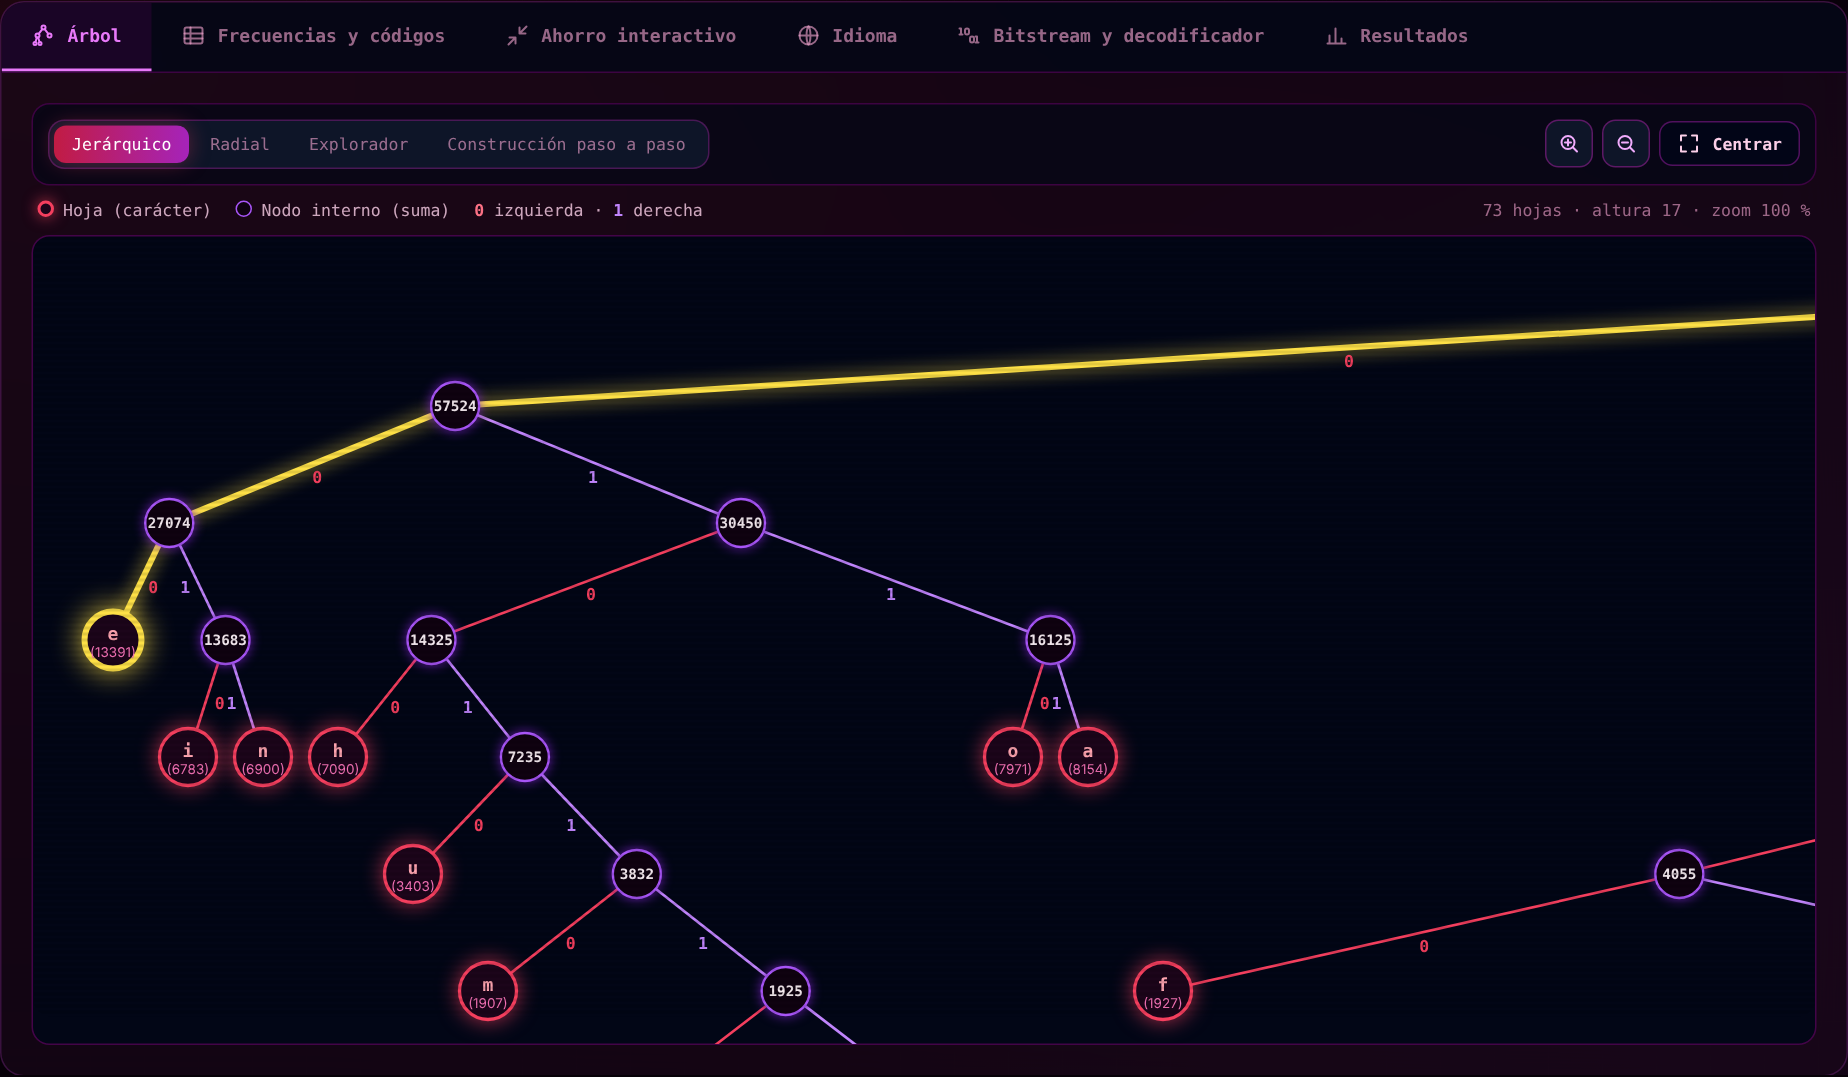 Árbol
Frecuencias y códigos
Ahorro interactivo
Idioma
Bitstream y decodificador
Resultados
Jerárquico
Radial
Explorador
Construcción paso a paso
Centrar
Hoja (carácter)
Nodo interno (suma)
0 izquierda · 1 derecha
73 hojas · altura 17 · zoom 100 %
0
57524
0
1
27074
30450
0
1
0
1
e
(13391)
13683
14325
16125
0
1
0
1
0
1
i
(6783)
n
(6900)
h
(7090)
7235
o
(7971)
a
(8154)
0
1
u
(3403)
3832
4055
0
1
0
m
(1907)
1925
f
(1927)